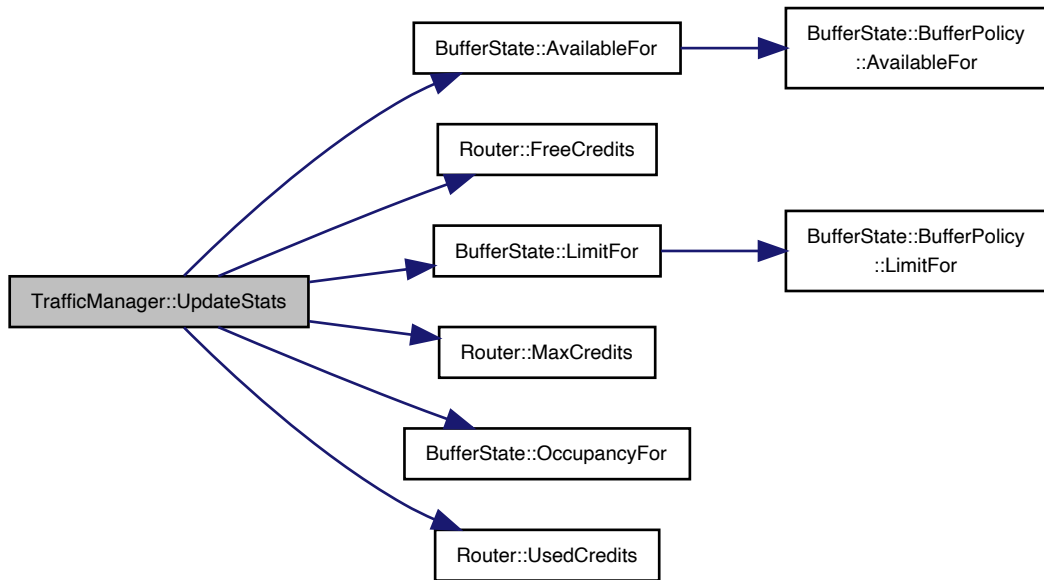 BufferState::AvailableFor
BufferState::BufferPolicy
::AvailableFor
Router::FreeCredits
BufferState::LimitFor
BufferState::BufferPolicy
::LimitFor
TrafficManager::UpdateStats
Router::MaxCredits
BufferState::OccupancyFor
Router::UsedCredits